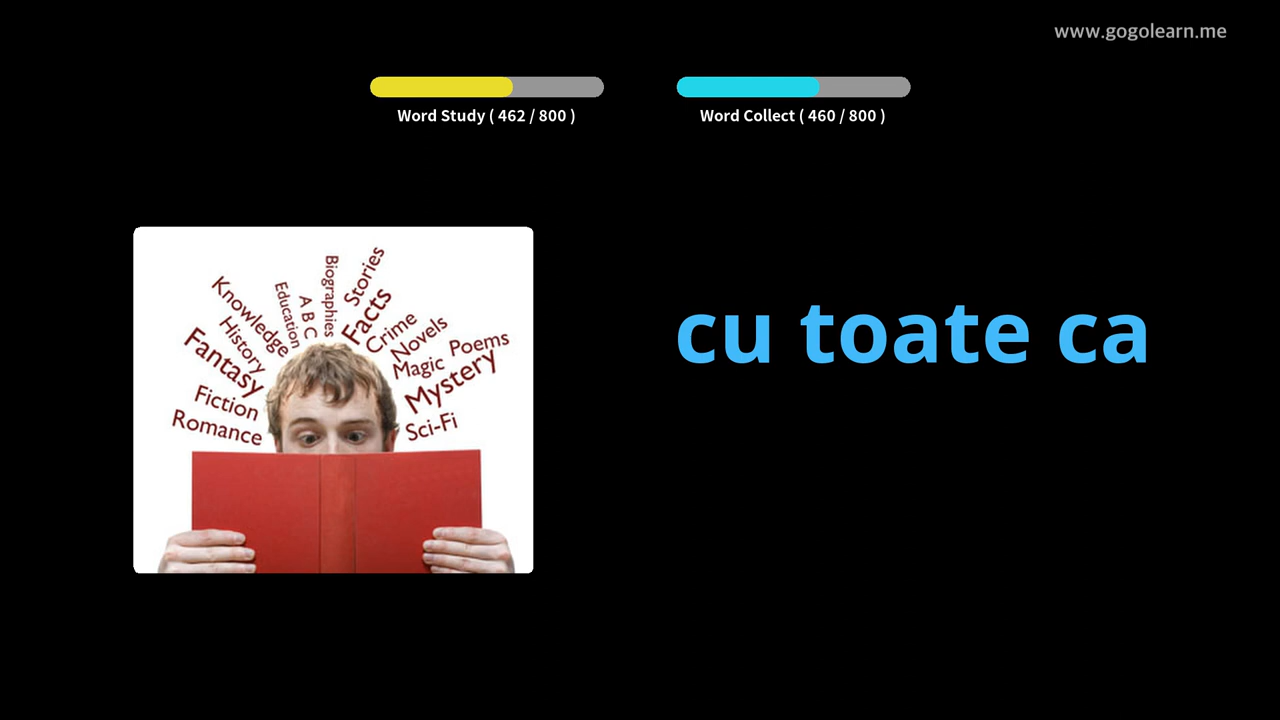 www.gogolearn.me
Word Study ( 462 / 800 )
Word Collect ( 460 / 800 )
Knowledge
History
Fantasy
Fiction
Romance
Education
A B C
Biographies
Stories
Facts
Crime
Novels
Magic
Poems
Mystery
Sci-Fi
cu toate ca